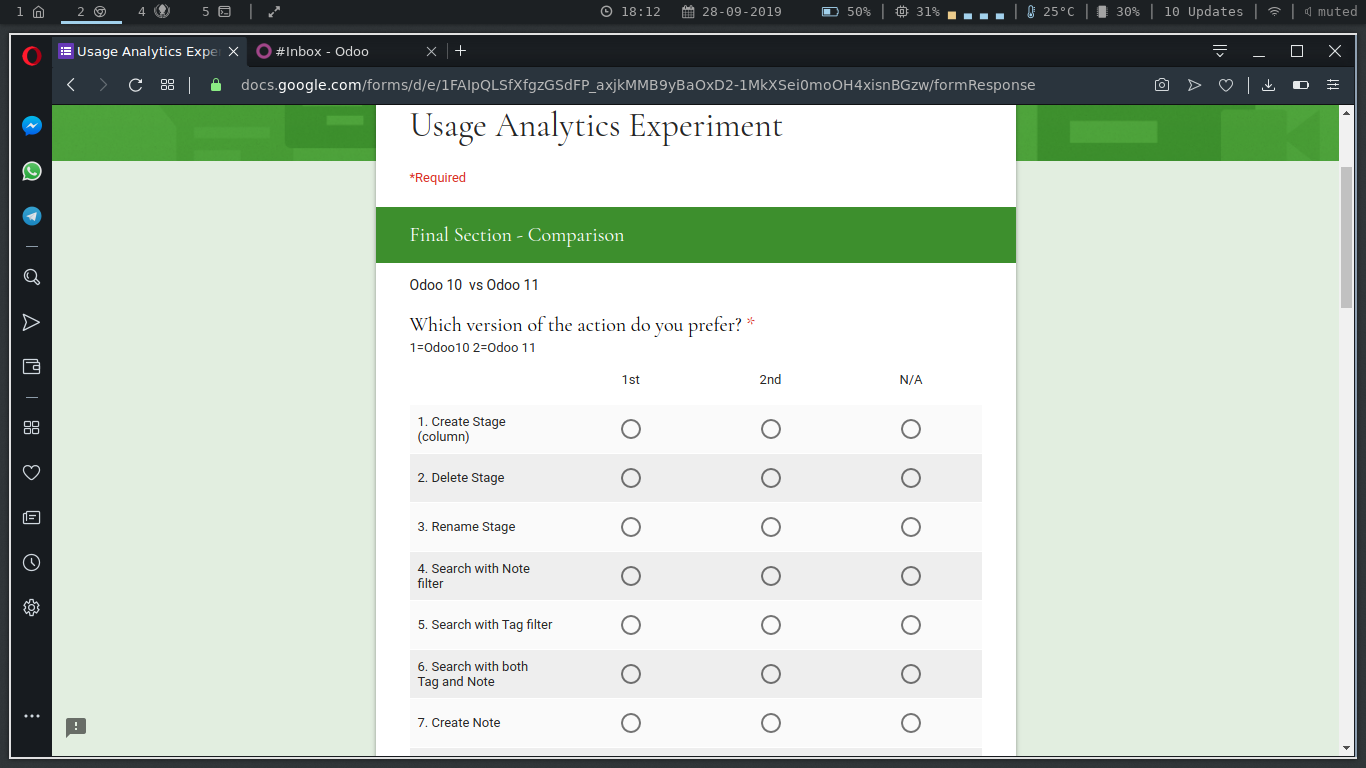 1 2 4 5 18:12 28-09-2019 50% | 31% | 25°C | 30% | 10 Updates | | muted
Usage Analytics Expe #Inbox - Odoo
docs.google.com/forms/d/e/1FAIpQLSfXfgzGSdFP_axjkMMB9yBaOxD2-1MkXSei0moOH4xisnBGzw/formResponse
Usage Analytics Experiment
*Required
Final Section - Comparison
Odoo 10 vs Odoo 11
Which version of the action do you prefer? *
1=Odoo10 2=Odoo 11
1st 2nd N/A
1. Create Stage
(column)
2. Delete Stage
3. Rename Stage
4. Search with Note
filter
5. Search with Tag filter
6. Search with both
Tag and Note
7. Create Note